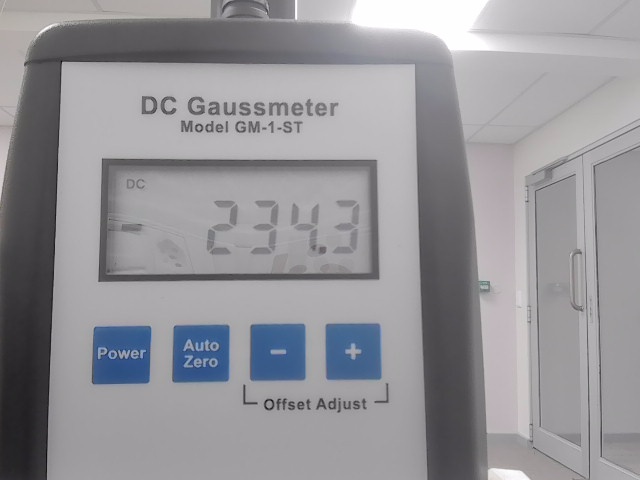 DC Gaussmeter
Model GM-1-ST
DC
234.3
Power
Auto
Zero
-
+
Offset Adjust